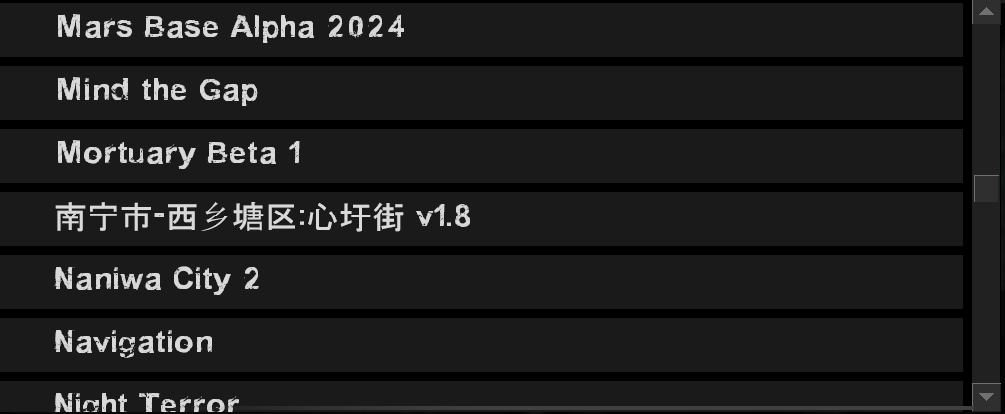 Mars Base Alpha 2024
Mind the Gap
Mortuary Beta 1
南宁市-西乡塘区:心圩街 v1.8
Naniwa City 2
Navigation
Night Terror